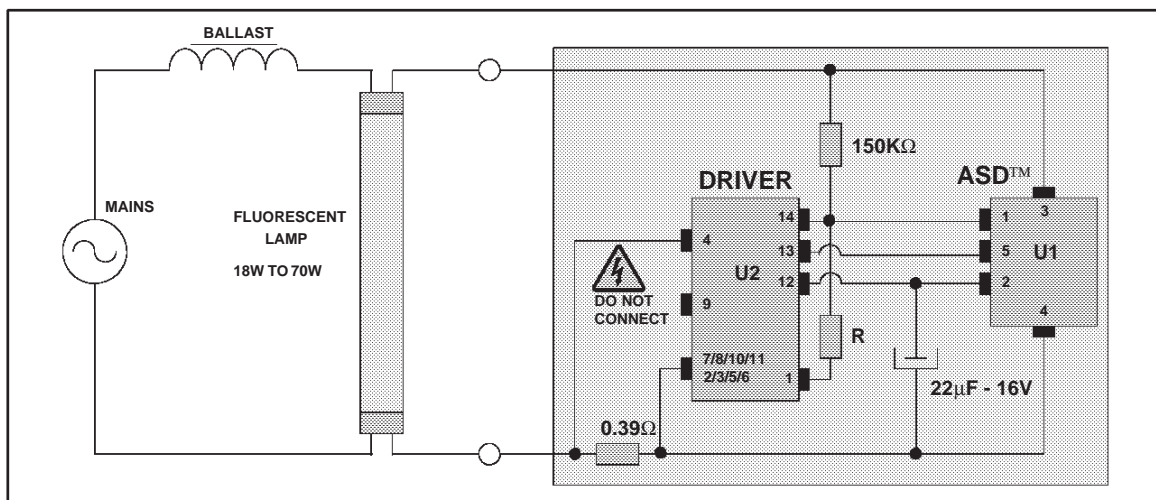 BALLAST
MAINS
FLUORESCENT
LAMP
18W TO 70W
150KΩ
DRIVER
ASD™
14
1
3
4
13
5
U1
U2
12
2
DO NOT
CONNECT
9
4
R
7/8/10/11
2/3/5/6
1
22µF - 16V
0.39Ω